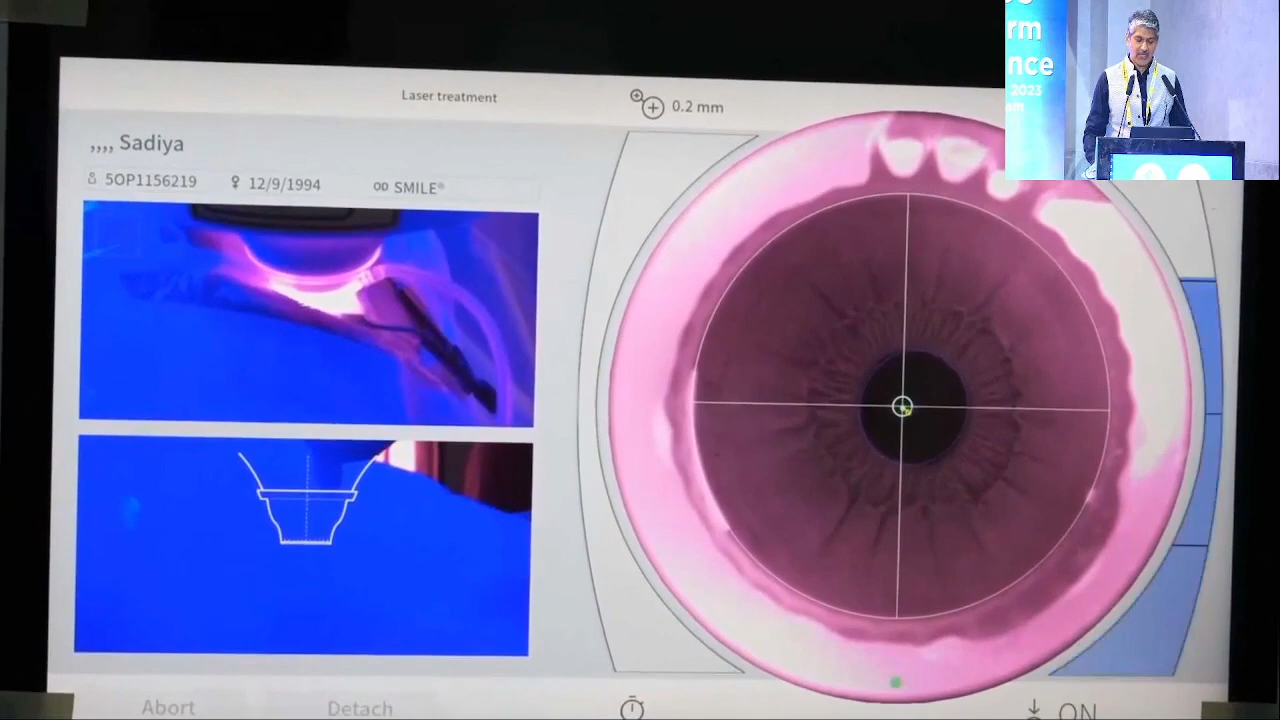 Laser treatment
0.2 mm
,,,, Sadiya
5OP1156219
12/9/1994
SMILE®
Abort
Detach
ON
rm
nce
2023